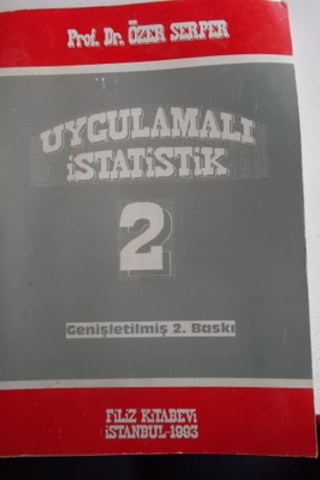 Prof. Dr. ÖZER SERPER
UYGULAMALI
İSTATİSTİK
2
Genişletilmiş 2. Baskı
FİLİZ KİTABEVİ
İSTANBUL-1993